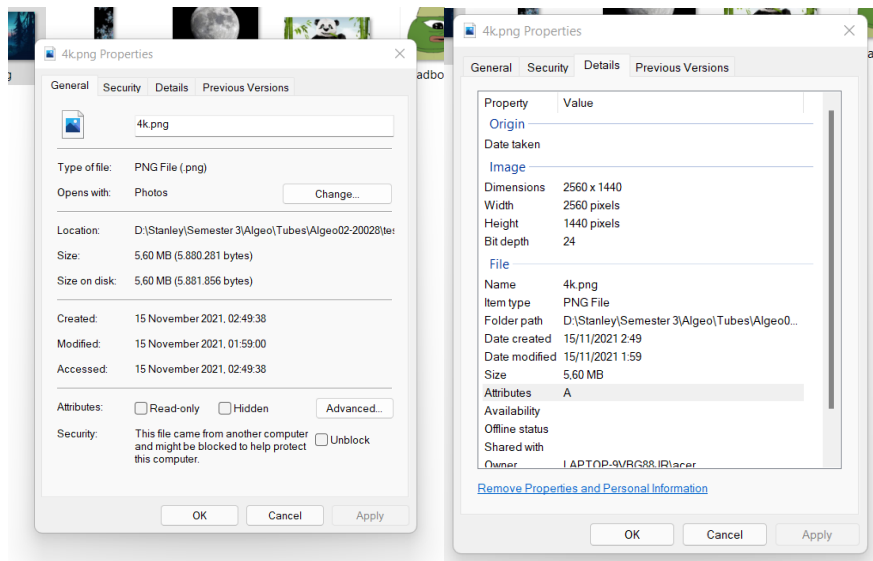 4k.png Properties
General Security Details Previous Versions
4k.png
Type of file: PNG File (.png)
Opens with: Photos Change...
Location: D:\Stanley\Semester 3\Algeo\Tubes\Algeo02-20028\tes
Size: 5,60 MB (5.880.281 bytes)
Size on disk: 5,60 MB (5.881.856 bytes)
Created: 15 November 2021, 02:49:38
Modified: 15 November 2021, 01:59:00
Accessed: 15 November 2021, 02:49:38
Attributes: Read-only Hidden Advanced...
Security: This file came from another computer
and might be blocked to help protect
this computer.
Unblock
OK Cancel Apply
adbo
4k.png Properties
General Security Details Previous Versions
Property Value
Origin
Date taken
Image
Dimensions 2560 x 1440
Width 2560 pixels
Height 1440 pixels
Bit depth 24
File
Name 4k.png
Item type PNG File
Folder path D:\Stanley\Semester 3\Algeo\Tubes\Algeo0...
Date created 15/11/2021 2:49
Date modified 15/11/2021 1:59
Size 5,60 MB
Attributes A
Availability
Offline status
Shared with
Owner LAPTOP-9VBG88JR\acer
Remove Properties and Personal Information
OK Cancel Apply